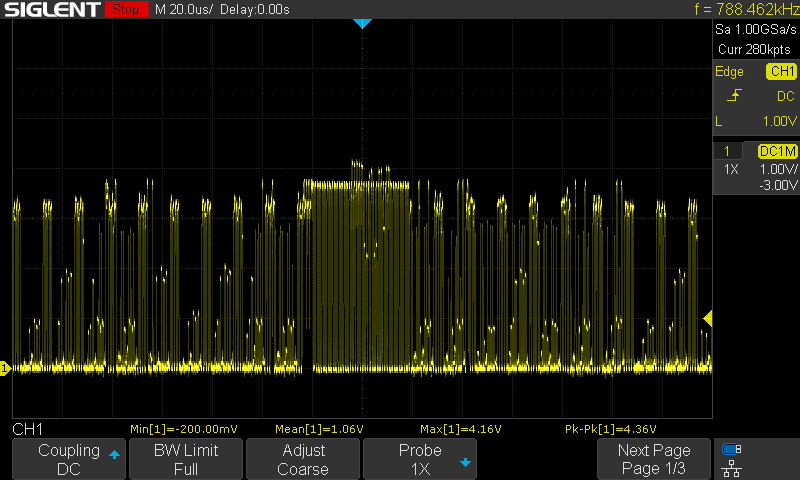 SIGLENT Stop M 20.0us/ Delay:0.00s f = 788.462kHz
Sa 1.00GSa/s
Curr 280kpts
Edge CH1
DC
L 1.00V
1 DC1M
1X 1.00V/
-3.00V
1
CH1 Min[1]=-200.00mV Mean[1]=1.06V Max[1]=4.16V Pk-Pk[1]=4.36V
Coupling BW Limit Adjust Probe Next Page
DC Full Coarse 1X Page 1/3